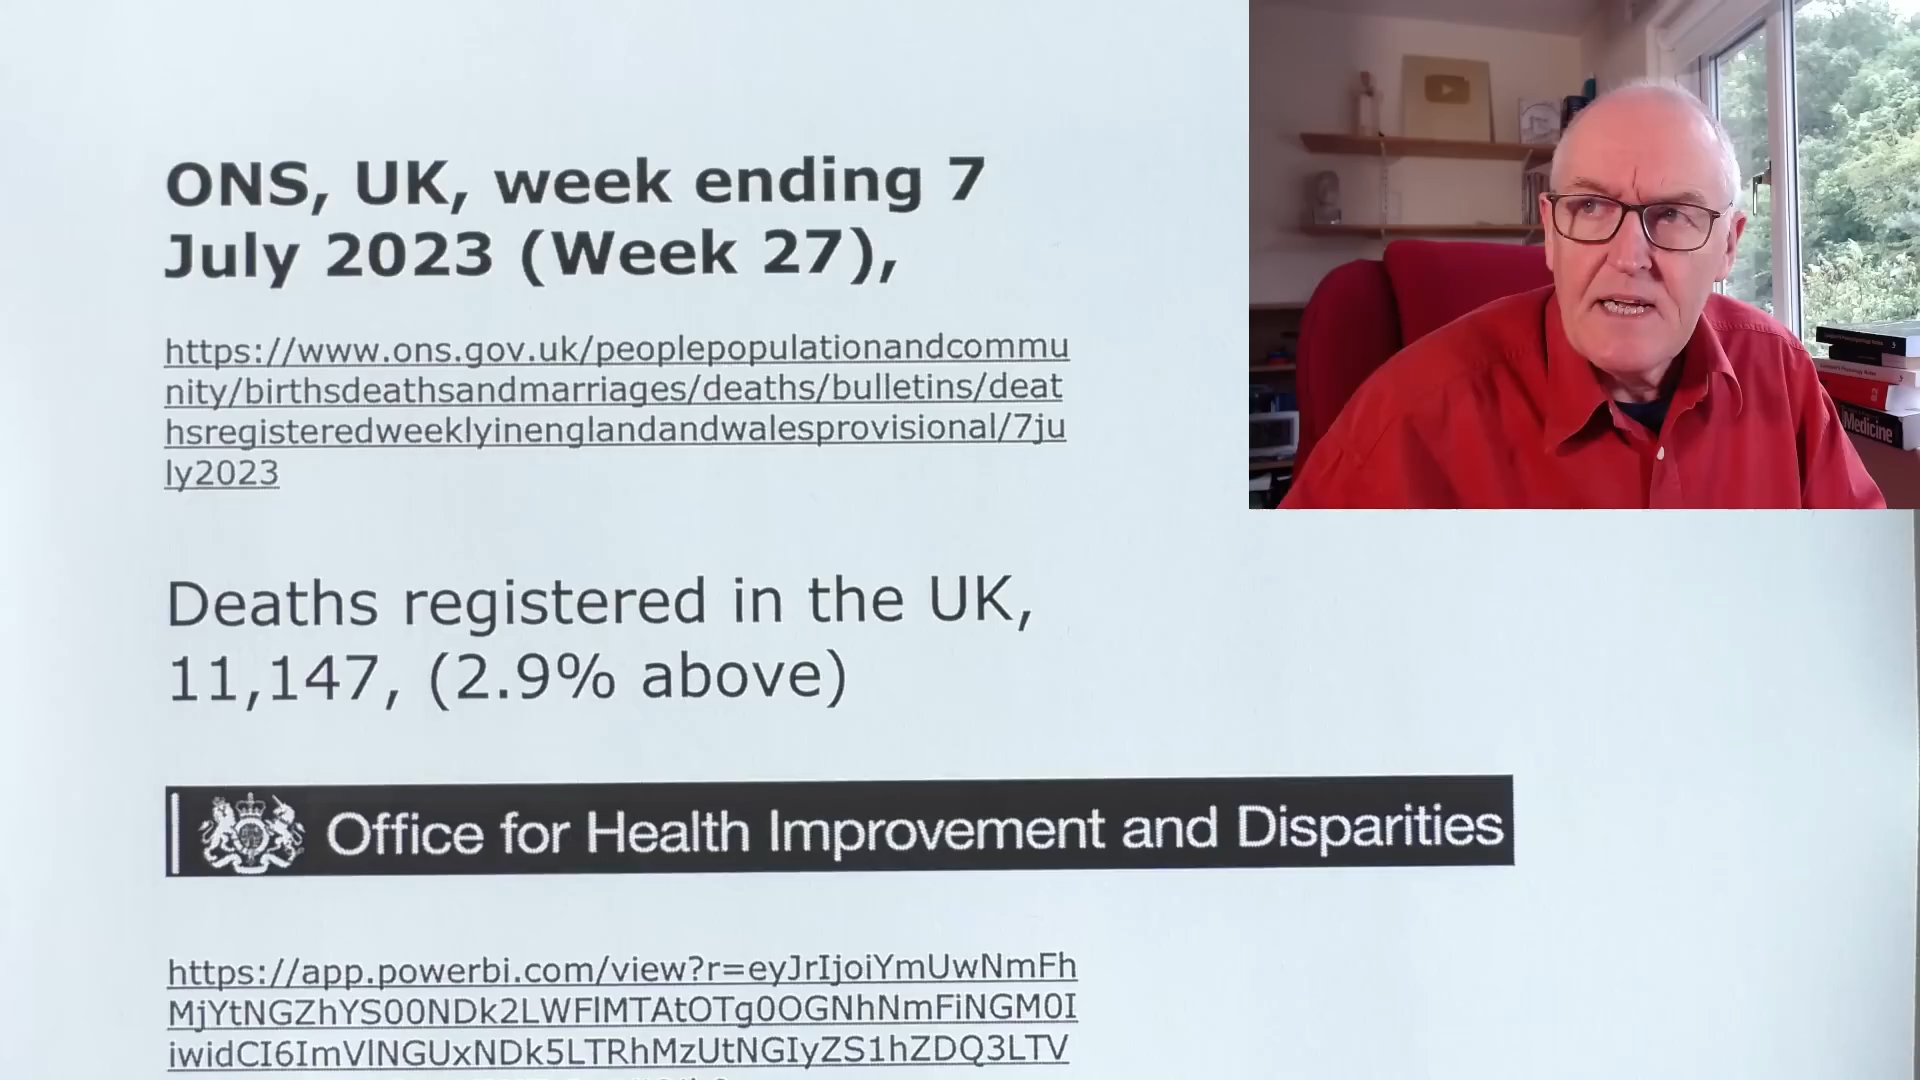 ONS, UK, week ending 7
July 2023 (Week 27),
https://www.ons.gov.uk/peoplepopulationandcommu
nity/birthsdeathsandmarriages/deaths/bulletins/deat
hsregisteredweeklyinenglandandwalesprovisional/7ju
ly2023
Deaths registered in the UK,
11,147, (2.9% above)
Office for Health Improvement and Disparities
https://app.powerbi.com/view?r=eyJrIjoiYmUwNmFh
MjYtNGZhYS00NDk2LWFlMTAtOTg0OGNhNmFiNGM0I
iwidCI6ImVlNGUxNDk5LTRhMzUtNGIyZS1hZDQ3LTV
Medicine